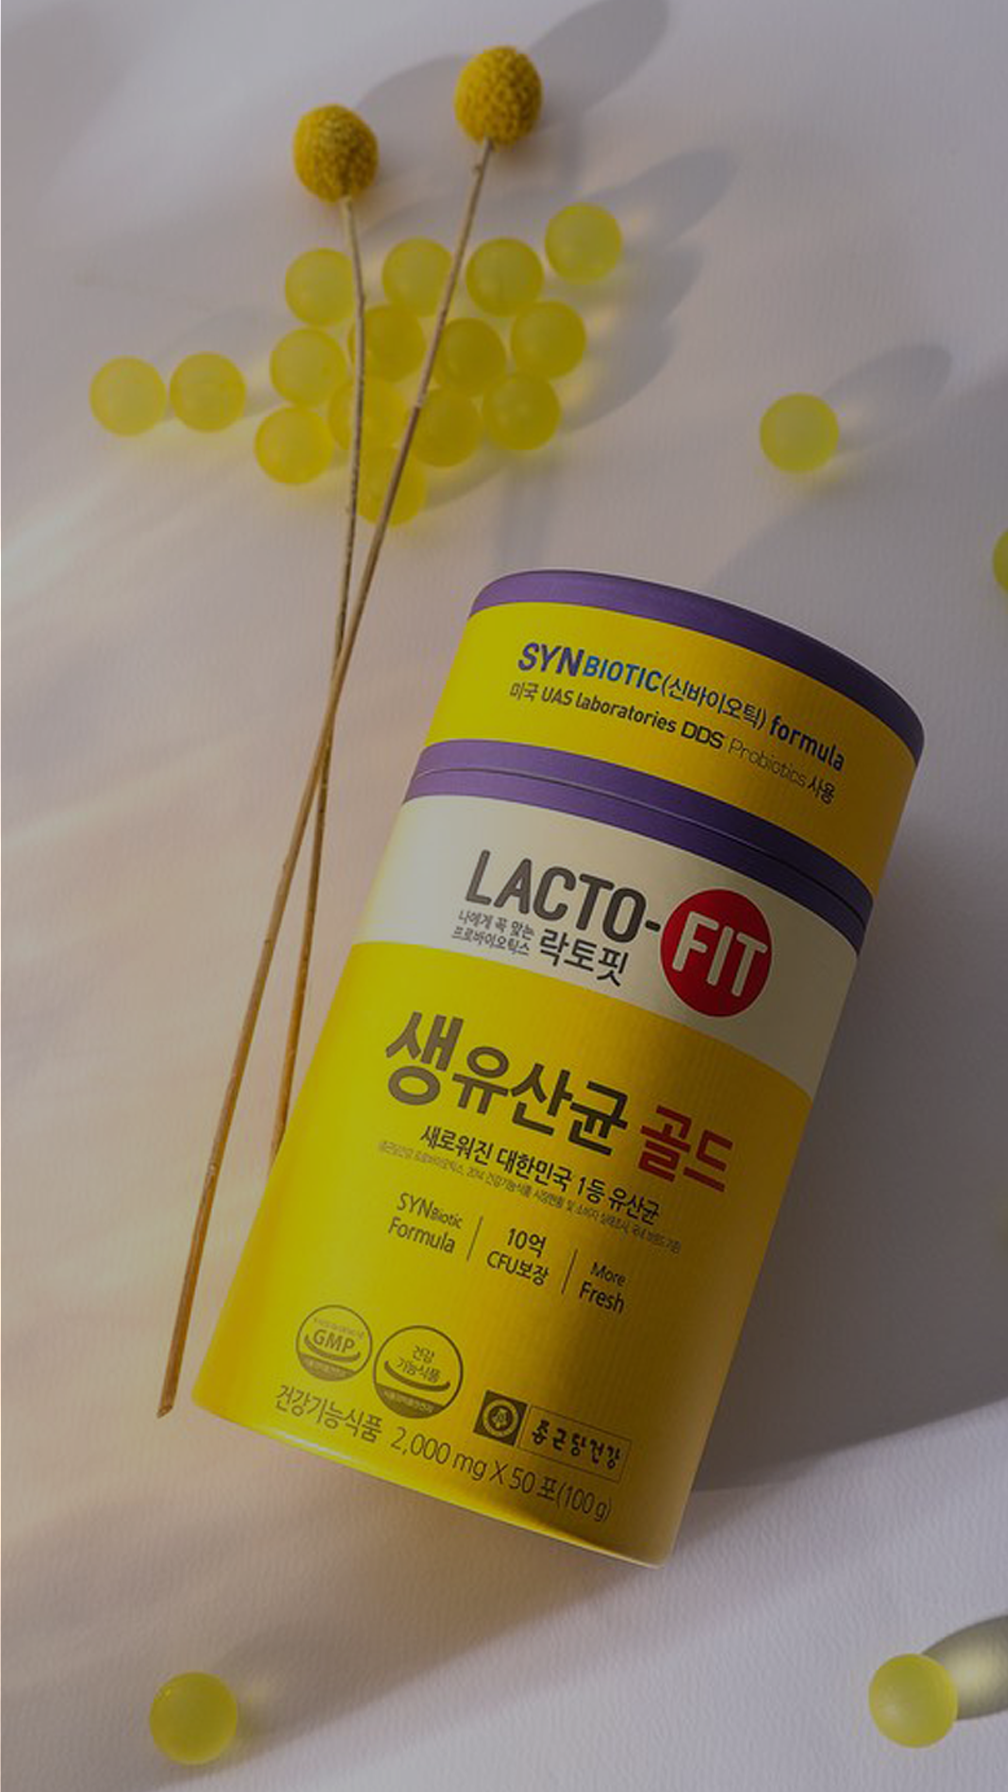 SYNBIOTIC(신바이오틱) formula
미국 UAS laboratories DDS Probiotics 사용
LACTO-FIT
나에게 꼭 맞는
프로바이오틱스 락토핏
생유산균 골드
새로워진 대한민국 1등 유산균
SYNBiotic
Formula
10억
CFU보장
More
Fresh
GMP
건강
기능식품
건강기능식품 2,000 mg X 50 포(100 g)
종근당건강